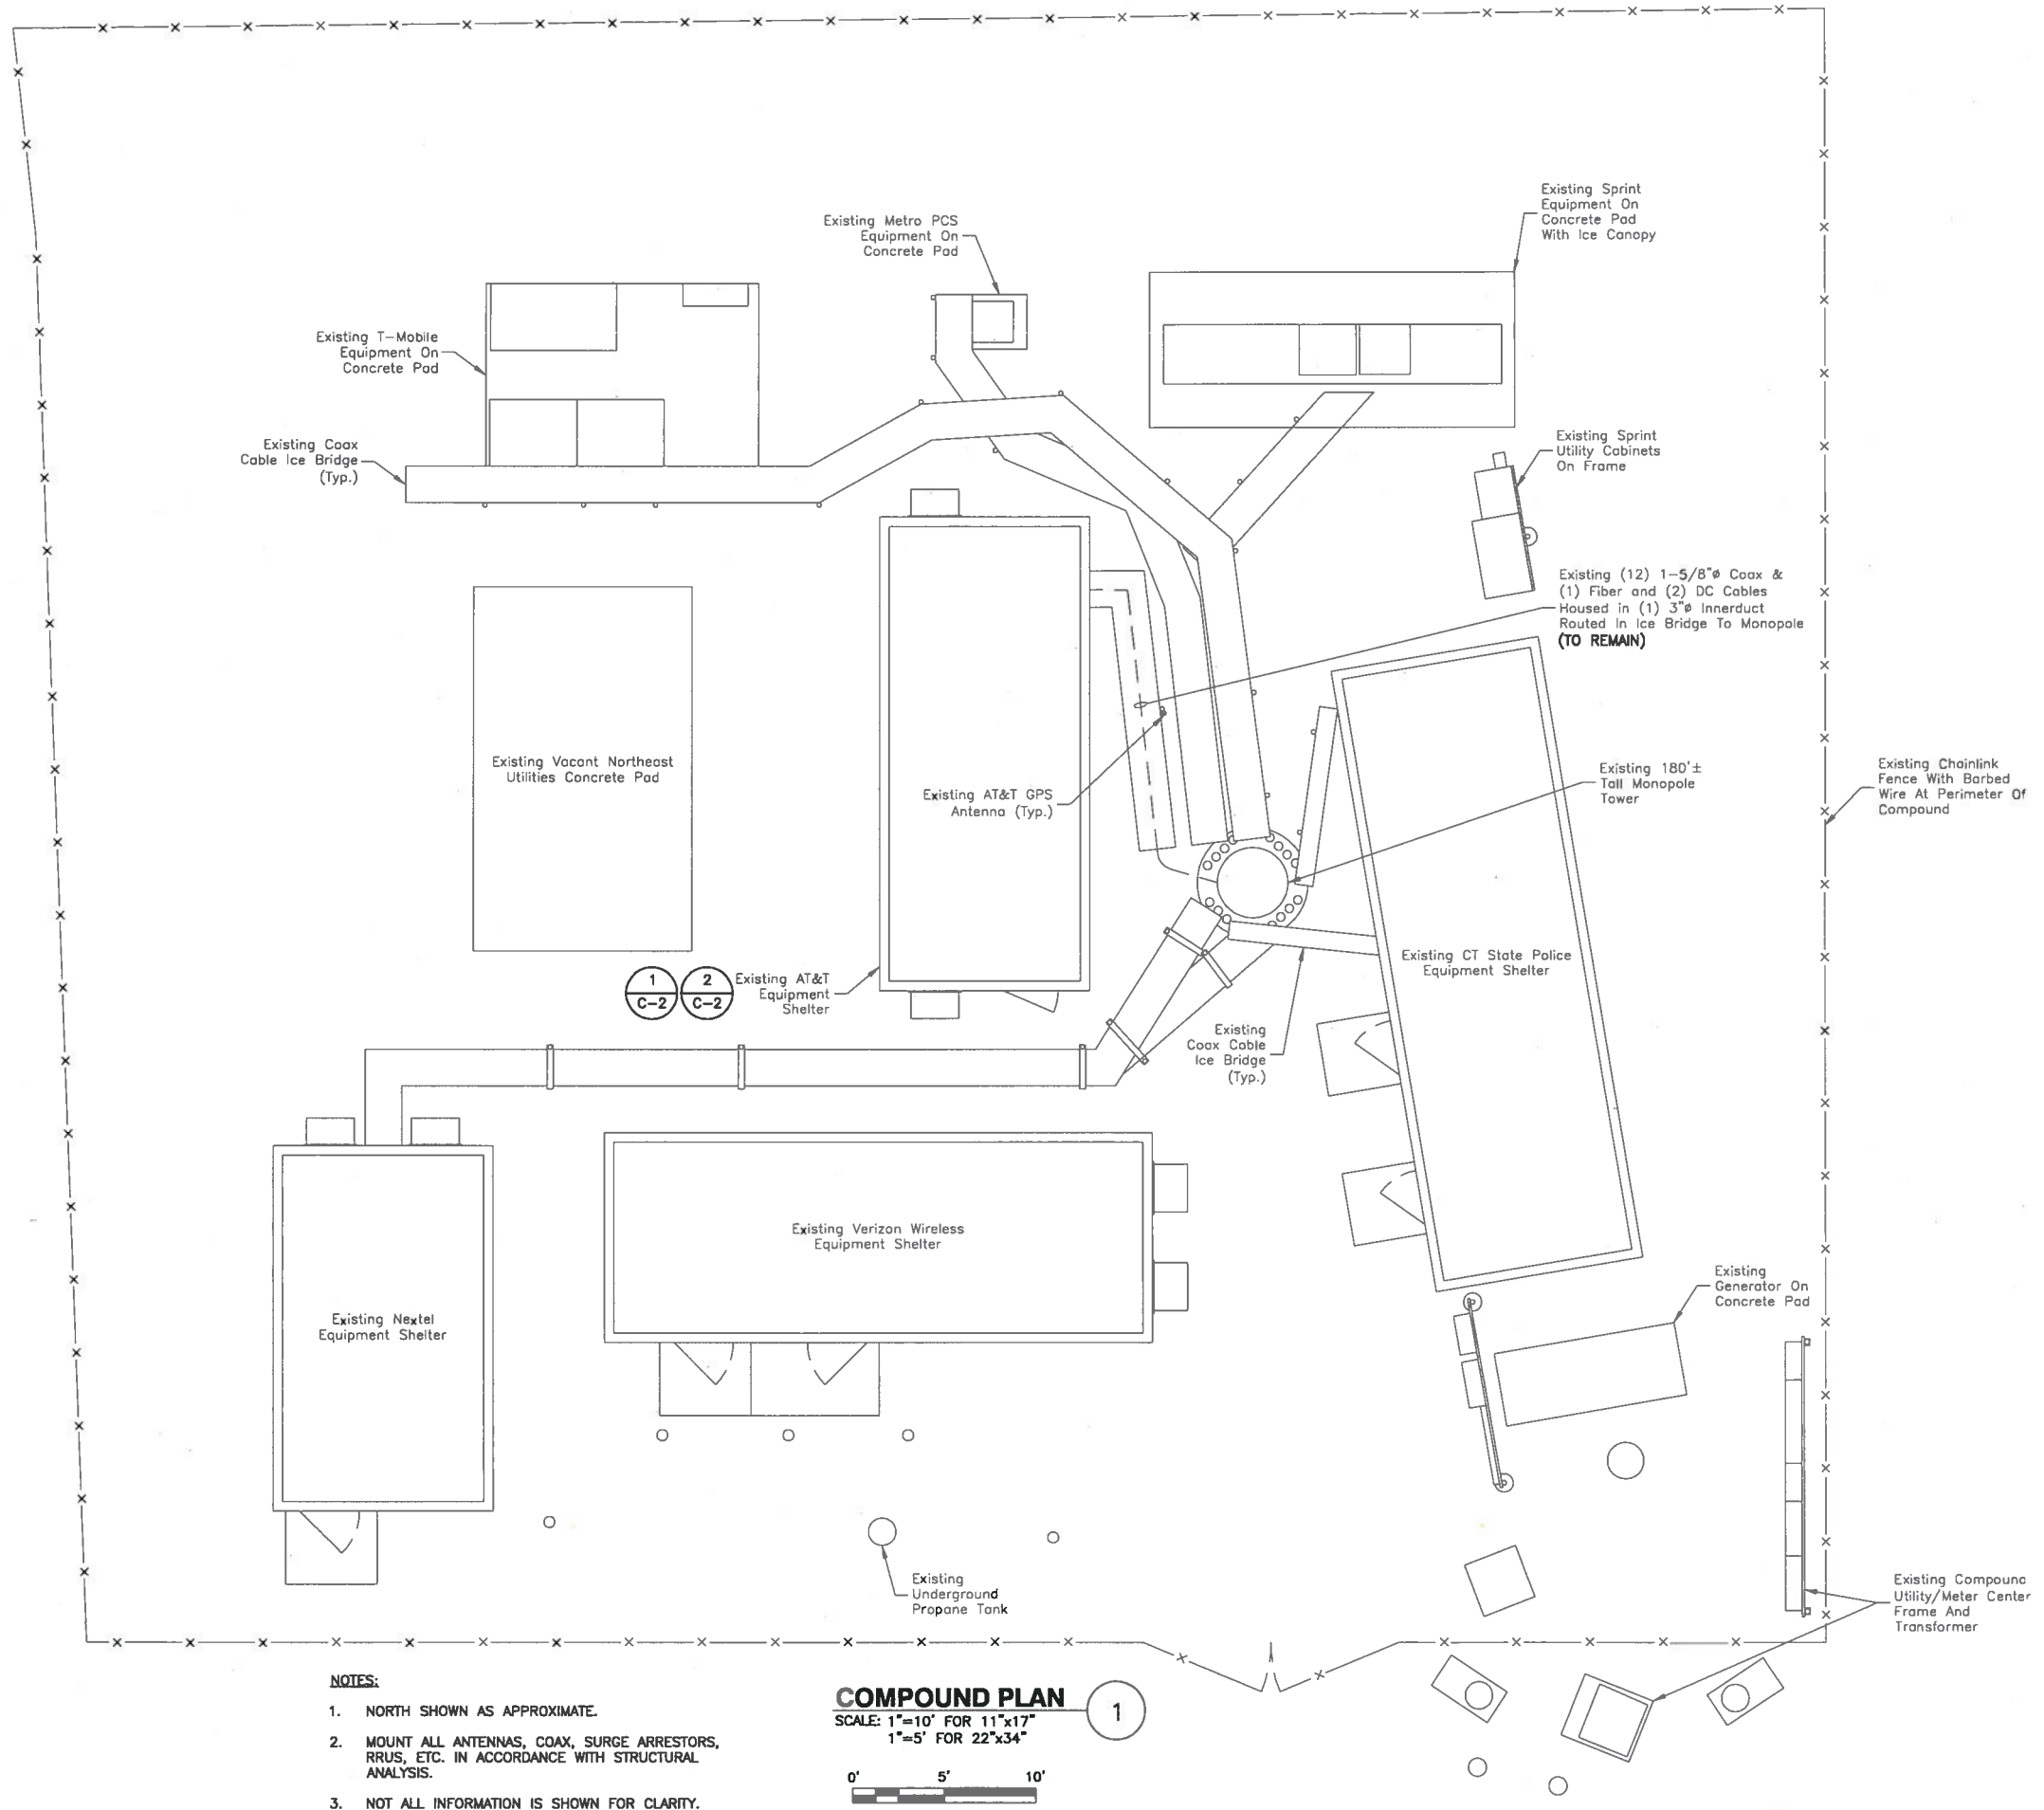 Existing Sprint
Equipment On
Concrete Pad
With Ice Canopy
Existing Metro PCS
Equipment On
Concrete Pad
Existing T-Mobile
Equipment On
Concrete Pad
Existing Coax
Cable Ice Bridge
(Typ.)
Existing Sprint
Utility Cabinets
On Frame
Existing (12) 1-5/8"ø Coax &
(1) Fiber and (2) DC Cables
Housed in (1) 3"ø Innerduct
Routed In Ice Bridge To Monopole
(TO REMAIN)
Existing Vacant Northeast
Utilities Concrete Pad
Existing AT&T GPS
Antenna (Typ.)
Existing 180'±
Tall Monopole
Tower
Existing Chainlink
Fence With Barbed
Wire At Perimeter Of
Compound
1
C-2
2
C-2
Existing AT&T
Equipment
Shelter
Existing CT State Police
Equipment Shelter
Existing
Coax Cable
Ice Bridge
(Typ.)
Existing Verizon Wireless
Equipment Shelter
Existing Nextel
Equipment Shelter
Existing
Generator On
Concrete Pad
Existing
Underground
Propane Tank
Existing Compound
Utility/Meter Center
Frame And
Transformer
NOTES:
1. NORTH SHOWN AS APPROXIMATE.
2. MOUNT ALL ANTENNAS, COAX, SURGE ARRESTORS,
RRUS, ETC. IN ACCORDANCE WITH STRUCTURAL
ANALYSIS.
3. NOT ALL INFORMATION IS SHOWN FOR CLARITY.
COMPOUND PLAN
1
SCALE: 1"=10' FOR 11"x17"
1"=5' FOR 22"x34"
0' 5' 10'